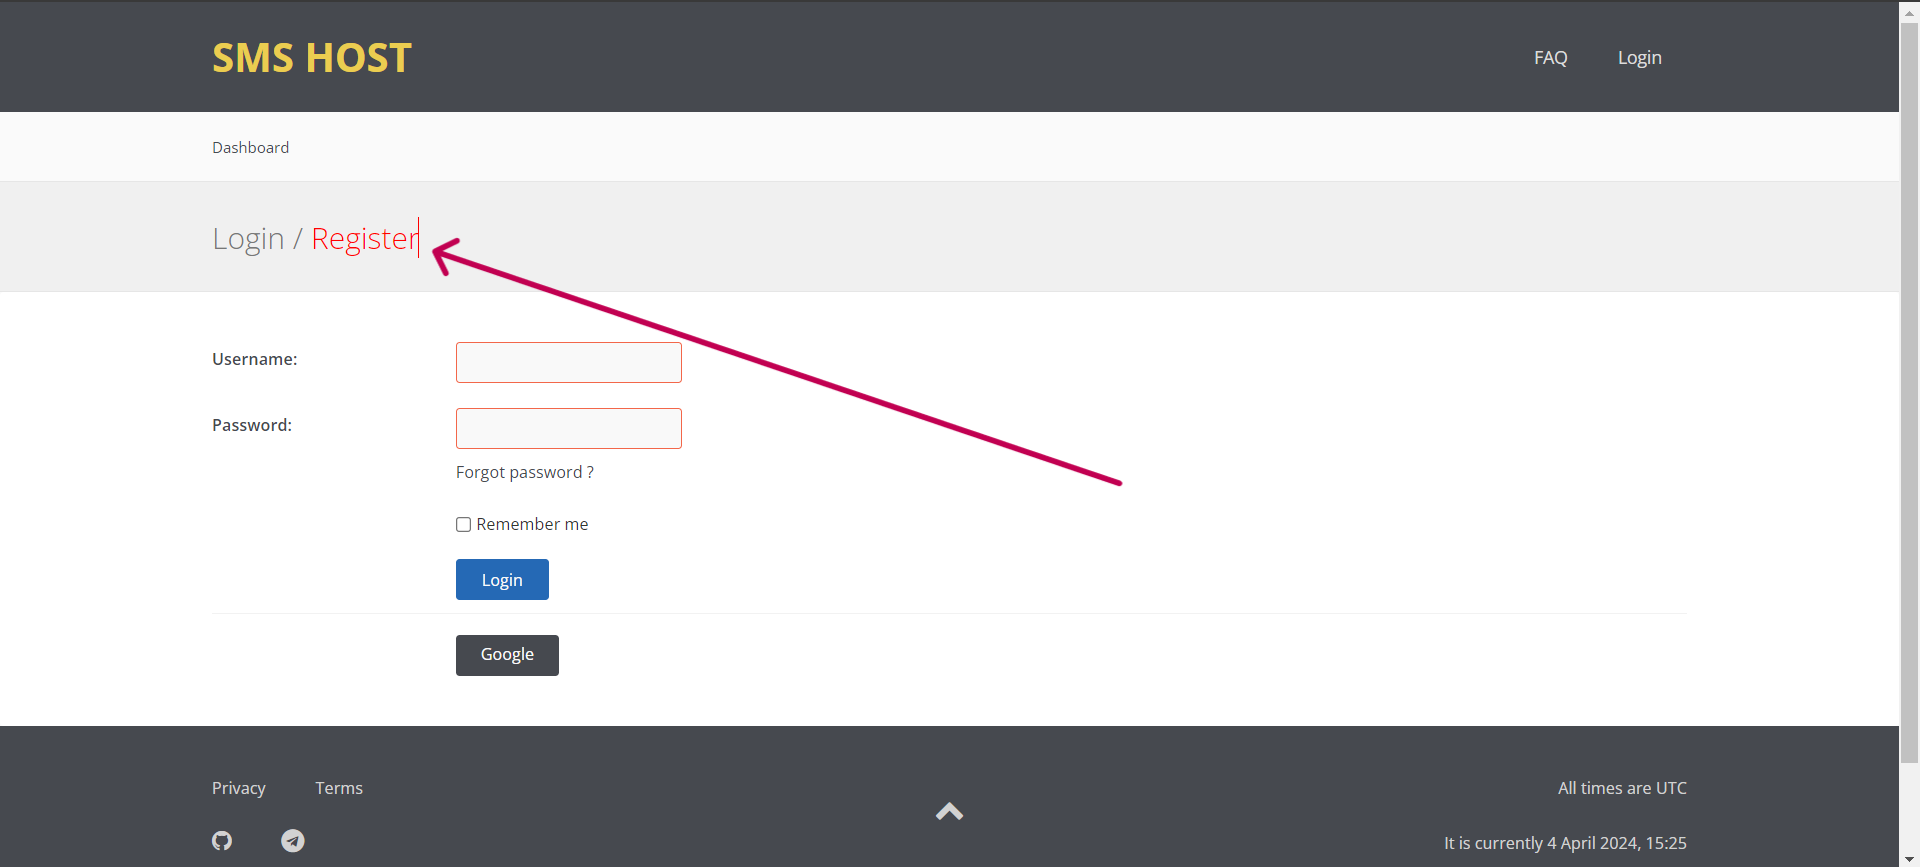 SMS HOST
FAQ
Login
Dashboard
Login / Register
Username:
Password:
Forgot password ?
Remember me
Login
Google
Privacy
Terms
All times are UTC
It is currently 4 April 2024, 15:25